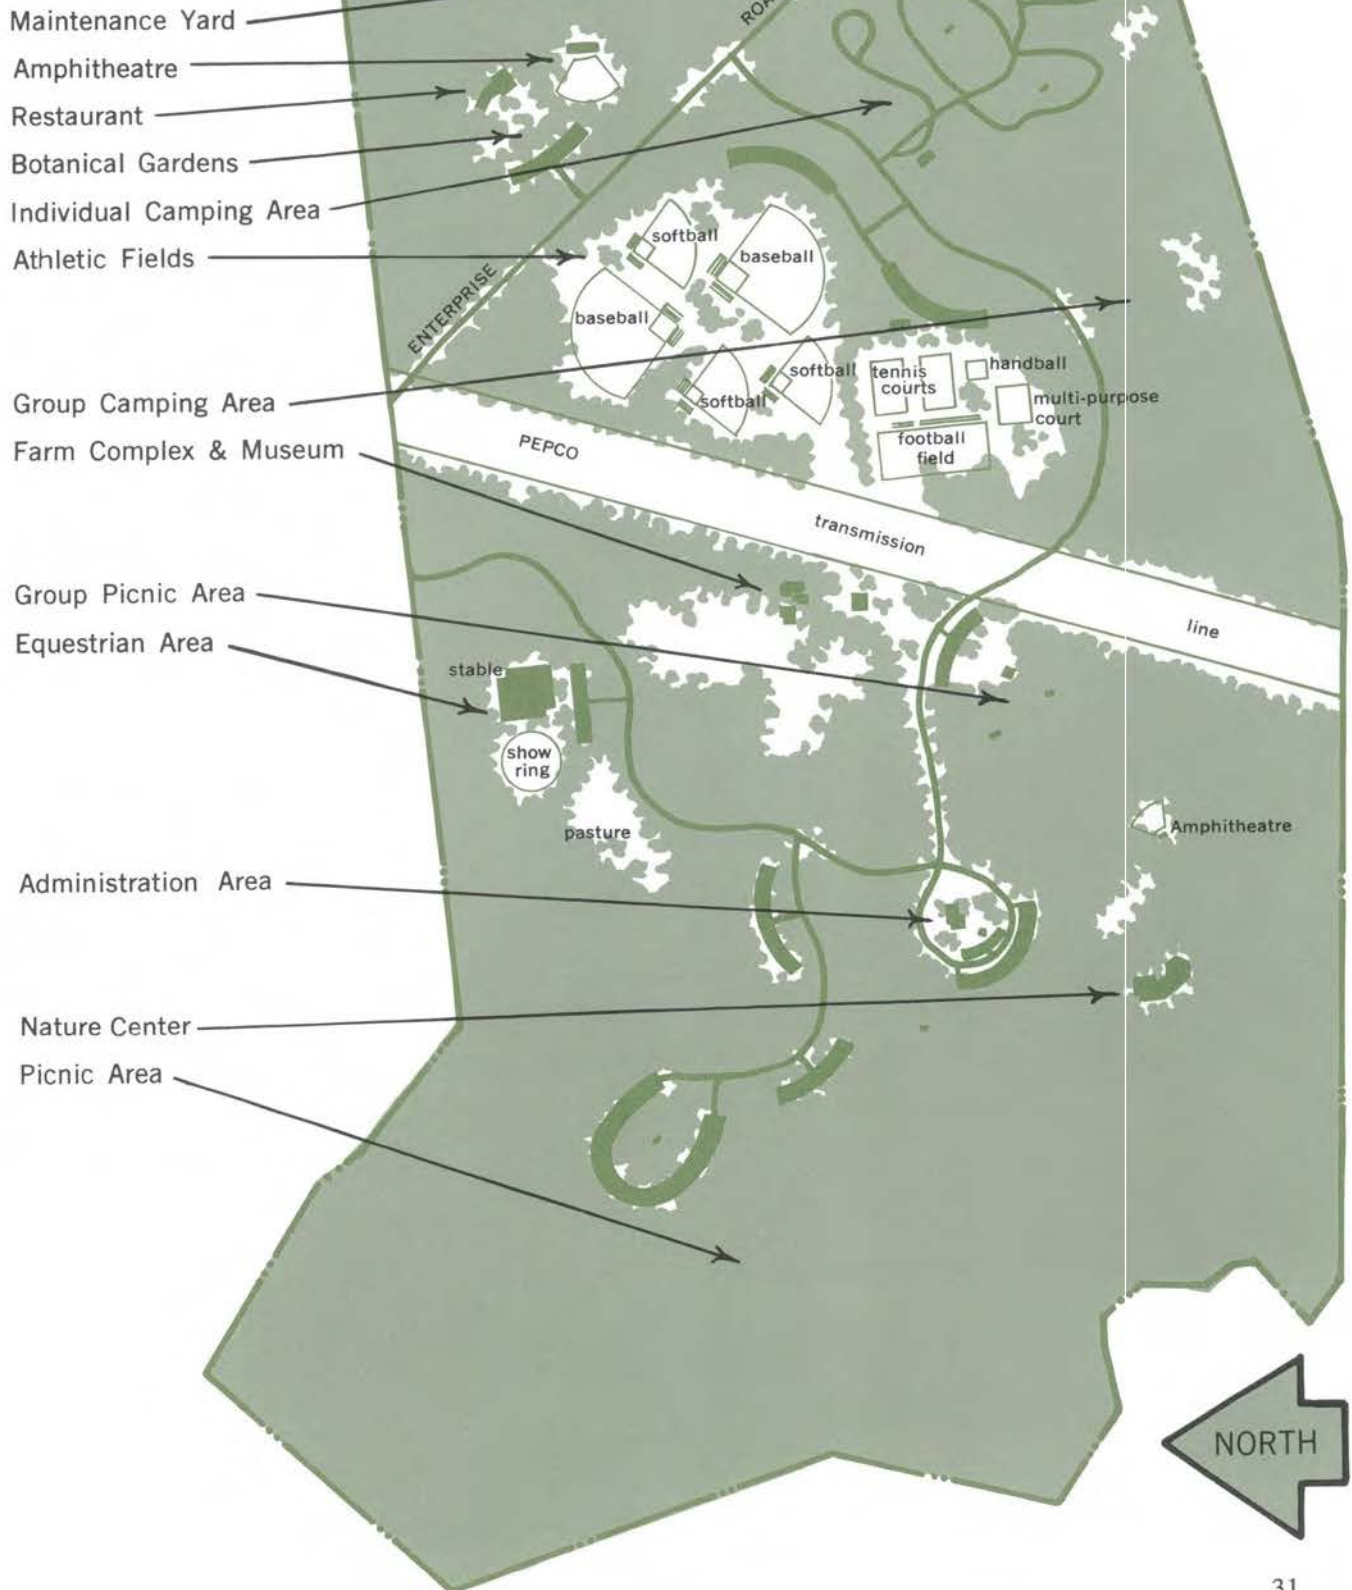 Maintenance Yard
ROA
Amphitheatre
Restaurant
Botanical Gardens
Individual Camping Area
Athletic Fields
softball
baseball
ENTERPRISE
baseball
softball
softball
tennis
courts
handball
multi-purpose
court
football
field
Group Camping Area
Farm Complex & Museum
PEPCO
transmission
line
Group Picnic Area
Equestrian Area
stable
show
ring
pasture
Amphitheatre
Administration Area
Nature Center
Picnic Area
NORTH
31